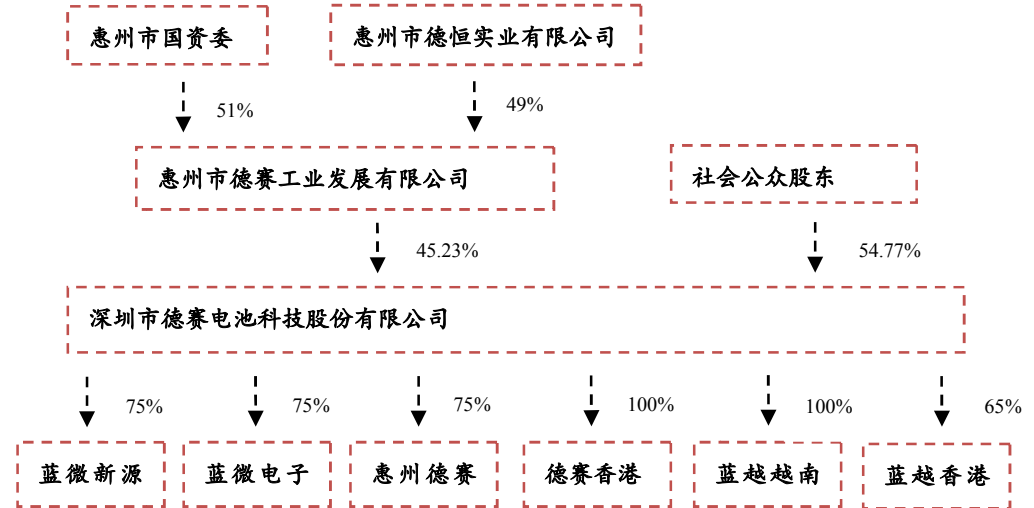 惠州市国资委
惠州市德恒实业有限公司
51%
49%
惠州市德赛工业发展有限公司
社会公众股东
45.23%
54.77%
深圳市德赛电池科技股份有限公司
75%
75%
75%
100%
100%
65%
蓝微新源
蓝微电子
惠州德赛
德赛香港
蓝越越南
蓝越香港